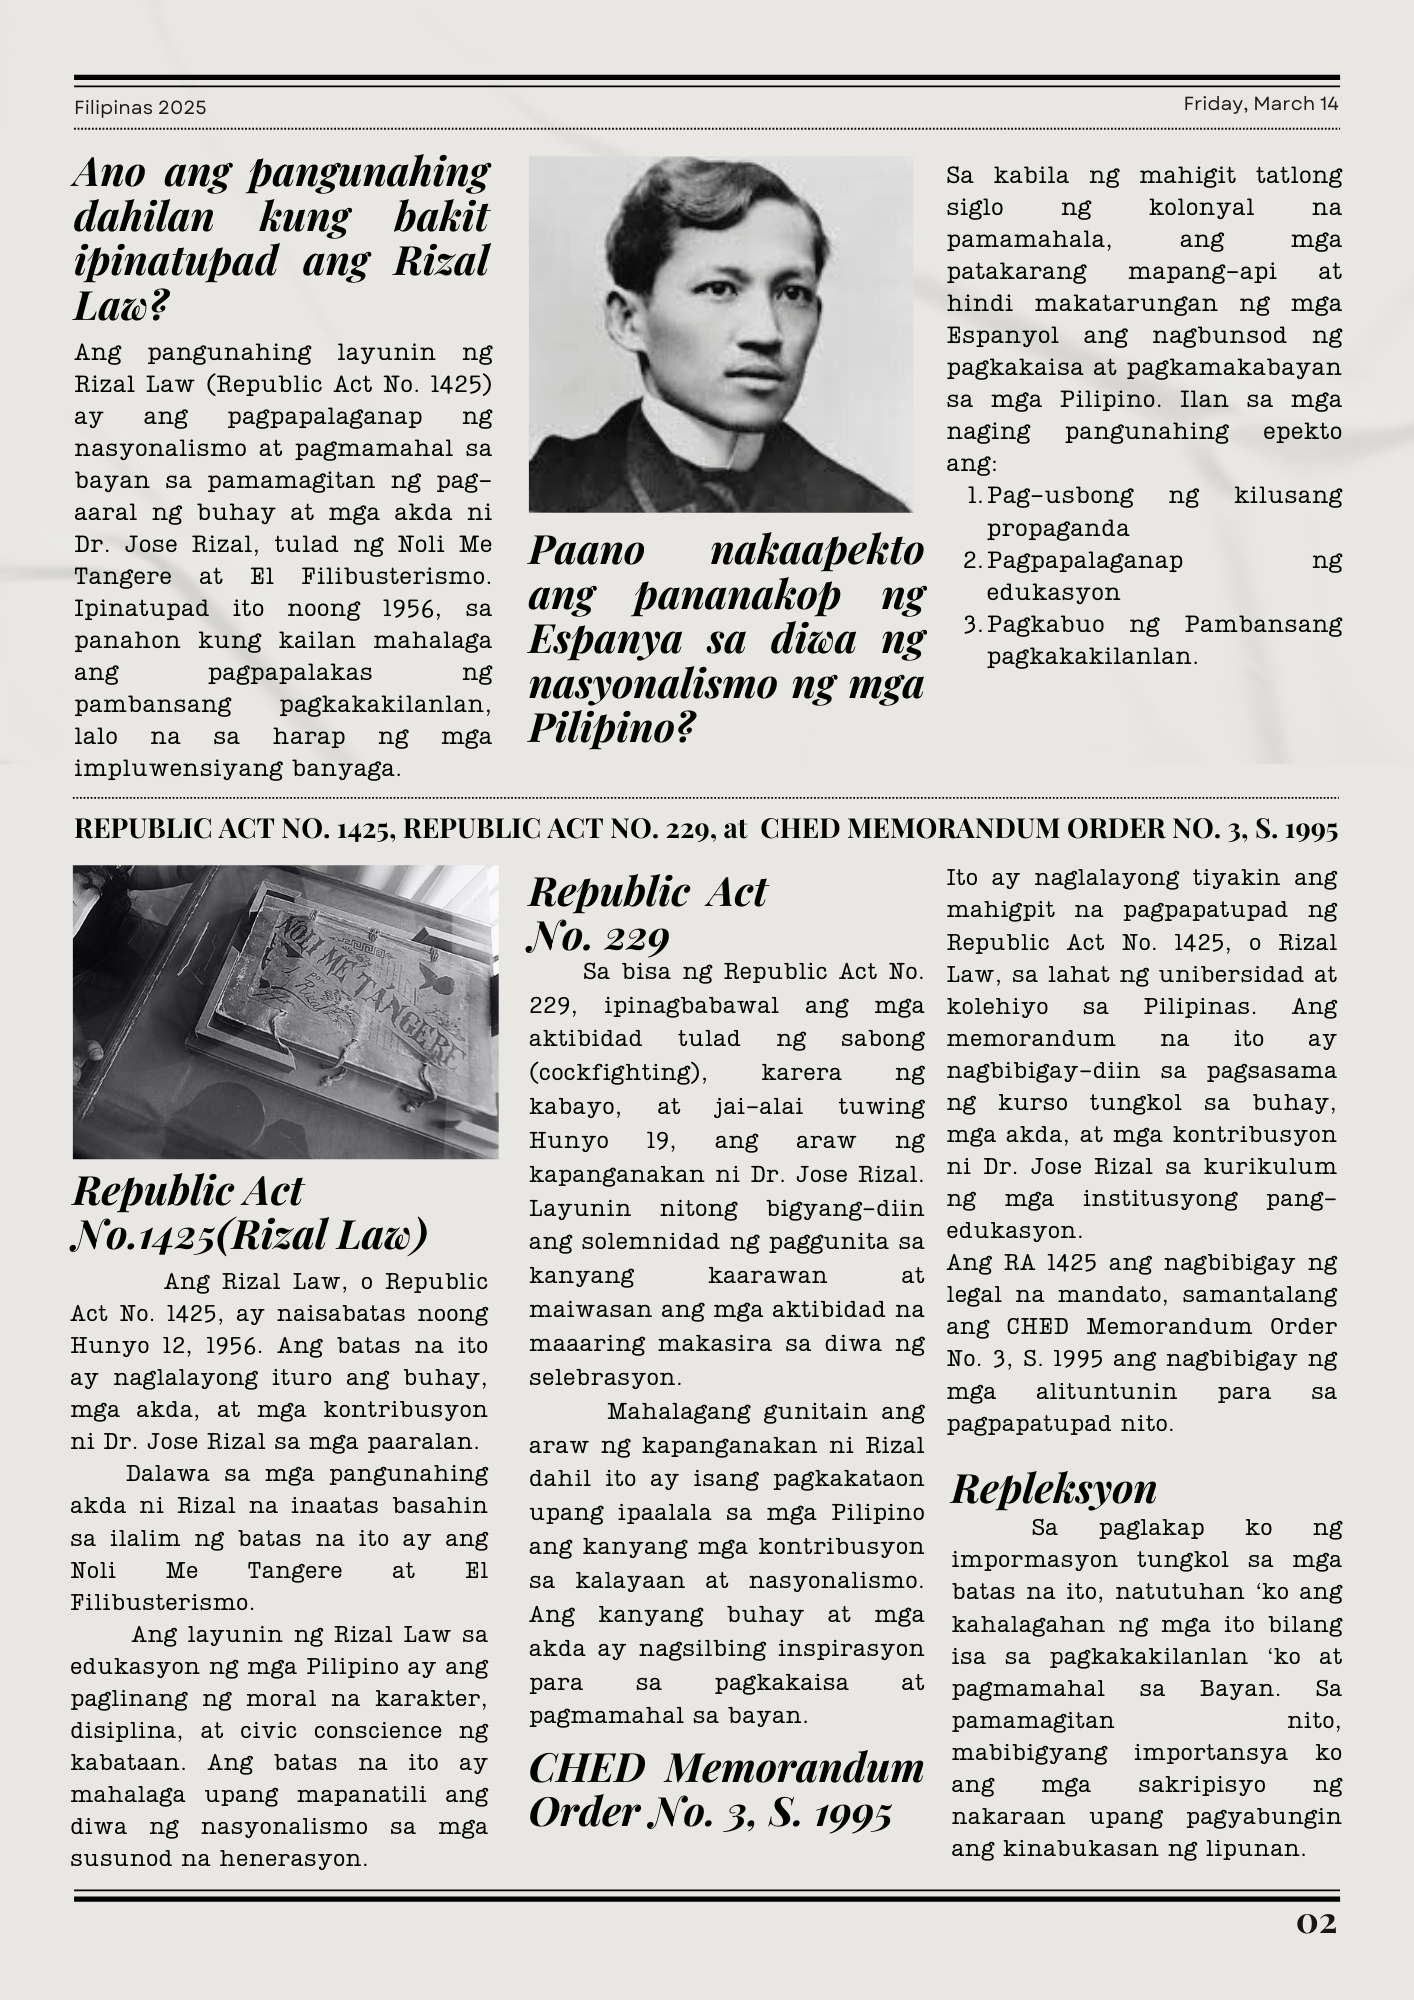 Filipinas 2025
Friday, March 14
Ano ang pangunahing
dahilan kung bakit
ipinatupad ang Rizal
Law?
Ang pangunahing layunin ng
Rizal Law (Republic Act No. 1425)
ay ang pagpapalaganap ng
nasyonalismo at pagmamahal sa
bayan sa pamamagitan ng pag-
aaral ng buhay at mga akda ni
Dr. Jose Rizal, tulad ng Noli Me
Tangere at El Filibusterismo.
Ipinatupad ito noong 1956, sa
panahon kung kailan mahalaga
ang pagpapalakas ng
pambansang pagkakakilanlan,
lalo na sa harap ng mga
impluwensiyang banyaga.
Paano nakaapekto
ang pananakop ng
Espanya sa diwa ng
nasyonalismo ng mga
Pilipino?
Sa kabila ng mahigit tatlong
siglo ng kolonyal na
pamamahala, ang mga
patakarang mapang-api at
hindi makatarungan ng mga
Espanyol ang nagbunsod ng
pagkakaisa at pagkamakabayan
sa mga Pilipino. Ilan sa mga
naging pangunahing epekto
ang:
1. Pag-usbong ng kilusang
propaganda
2. Pagpapalaganap ng
edukasyon
3. Pagkabuo ng Pambansang
pagkakakilanlan.
REPUBLIC ACT NO. 1425, REPUBLIC ACT NO. 229, at CHED MEMORANDUM ORDER NO. 3, S. 1995
NOLI ME TANGERE
por
J. Rizal
Republic Act
No.1425(Rizal Law)
Ang Rizal Law, o Republic
Act No. 1425, ay naisabatas noong
Hunyo 12, 1956. Ang batas na ito
ay naglalayong ituro ang buhay,
mga akda, at mga kontribusyon
ni Dr. Jose Rizal sa mga paaralan.
Dalawa sa mga pangunahing
akda ni Rizal na inaatas basahin
sa ilalim ng batas na ito ay ang
Noli Me Tangere at El
Filibusterismo.
Ang layunin ng Rizal Law sa
edukasyon ng mga Pilipino ay ang
paglinang ng moral na karakter,
disiplina, at civic conscience ng
kabataan. Ang batas na ito ay
mahalaga upang mapanatili ang
diwa ng nasyonalismo sa mga
susunod na henerasyon.
Republic Act
No. 229
Sa bisa ng Republic Act No.
229, ipinagbabawal ang mga
aktibidad tulad ng sabong
(cockfighting), karera ng
kabayo, at jai-alai tuwing
Hunyo 19, ang araw ng
kapanganakan ni Dr. Jose Rizal.
Layunin nitong bigyang-diin
ang solemnidad ng paggunita sa
kanyang kaarawan at
maiwasan ang mga aktibidad na
maaaring makasira sa diwa ng
selebrasyon.
Mahalagang gunitain ang
araw ng kapanganakan ni Rizal
dahil ito ay isang pagkakataon
upang ipaalala sa mga Pilipino
ang kanyang mga kontribusyon
sa kalayaan at nasyonalismo.
Ang kanyang buhay at mga
akda ay nagsilbing inspirasyon
para sa pagkakaisa at
pagmamahal sa bayan.
CHED Memorandum
Order No. 3, S. 1995
Ito ay naglalayong tiyakin ang
mahigpit na pagpapatupad ng
Republic Act No. 1425, o Rizal
Law, sa lahat ng unibersidad at
kolehiyo sa Pilipinas. Ang
memorandum na ito ay
nagbibigay-diin sa pagsasama
ng kurso tungkol sa buhay,
mga akda, at mga kontribusyon
ni Dr. Jose Rizal sa kurikulum
ng mga institusyong pang-
edukasyon.
Ang RA 1425 ang nagbibigay ng
legal na mandato, samantalang
ang CHED Memorandum Order
No. 3, S. 1995 ang nagbibigay ng
mga alituntunin para sa
pagpapatupad nito.
Repleksyon
Sa paglakap ko ng
impormasyon tungkol sa mga
batas na ito, natutuhan ‘ko ang
kahalagahan ng mga ito bilang
isa sa pagkakakilanlan ‘ko at
pagmamahal sa Bayan. Sa
pamamagitan nito,
mabibigyang importansya ko
ang mga sakripisyo ng
nakaraan upang pagyabungin
ang kinabukasan ng lipunan.
02